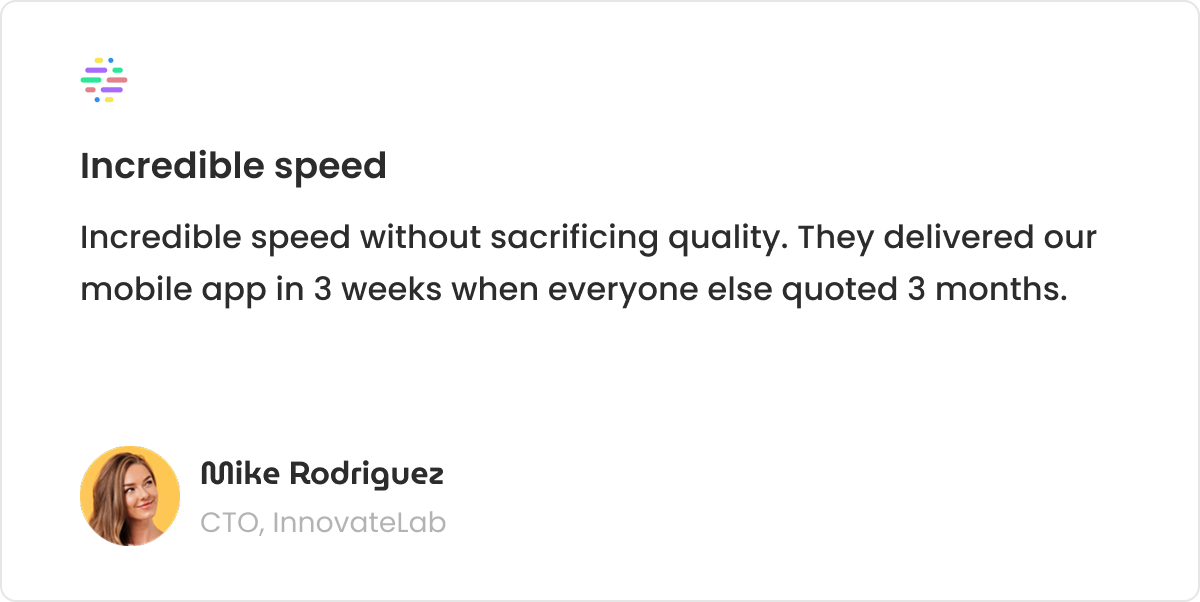 Incredible speed
Incredible speed without sacrificing quality. They delivered our
mobile app in 3 weeks when everyone else quoted 3 months.
Mike Rodriguez
CTO, InnovateLab